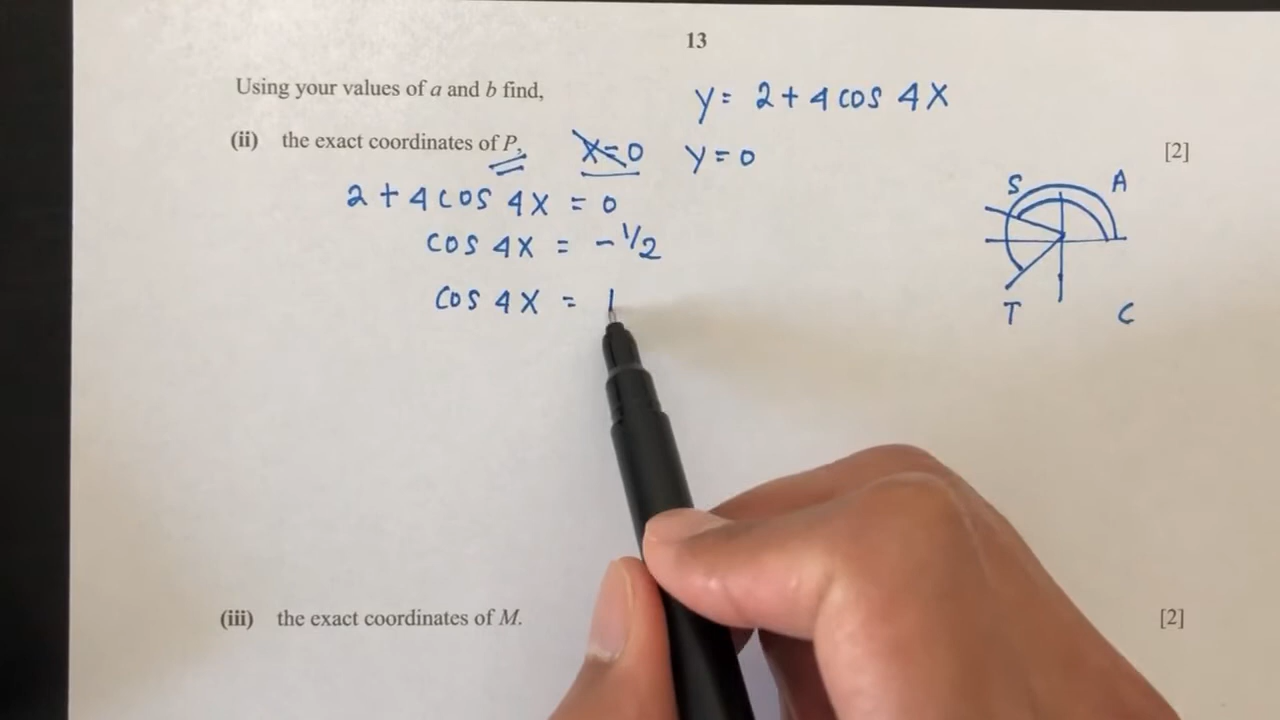 13
Using your values of a and b find,
y = 2 + 4 cos 4x
(ii) the exact coordinates of P, x=0 y = 0 [2]
2 + 4 cos 4x = 0
cos 4x = - 1/2
cos 4x = 1
S A
T C
(iii) the exact coordinates of M. [2]